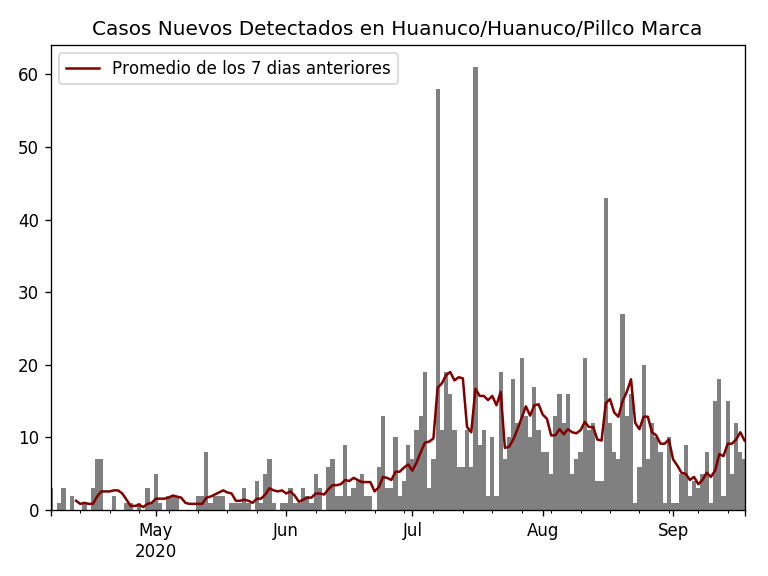 Casos Nuevos Detectados en Huanuco/Huanuco/Pillco Marca
Promedio de los 7 dias anteriores
60
50
40
30
20
10
0
May
2020
Jun
Jul
Aug
Sep